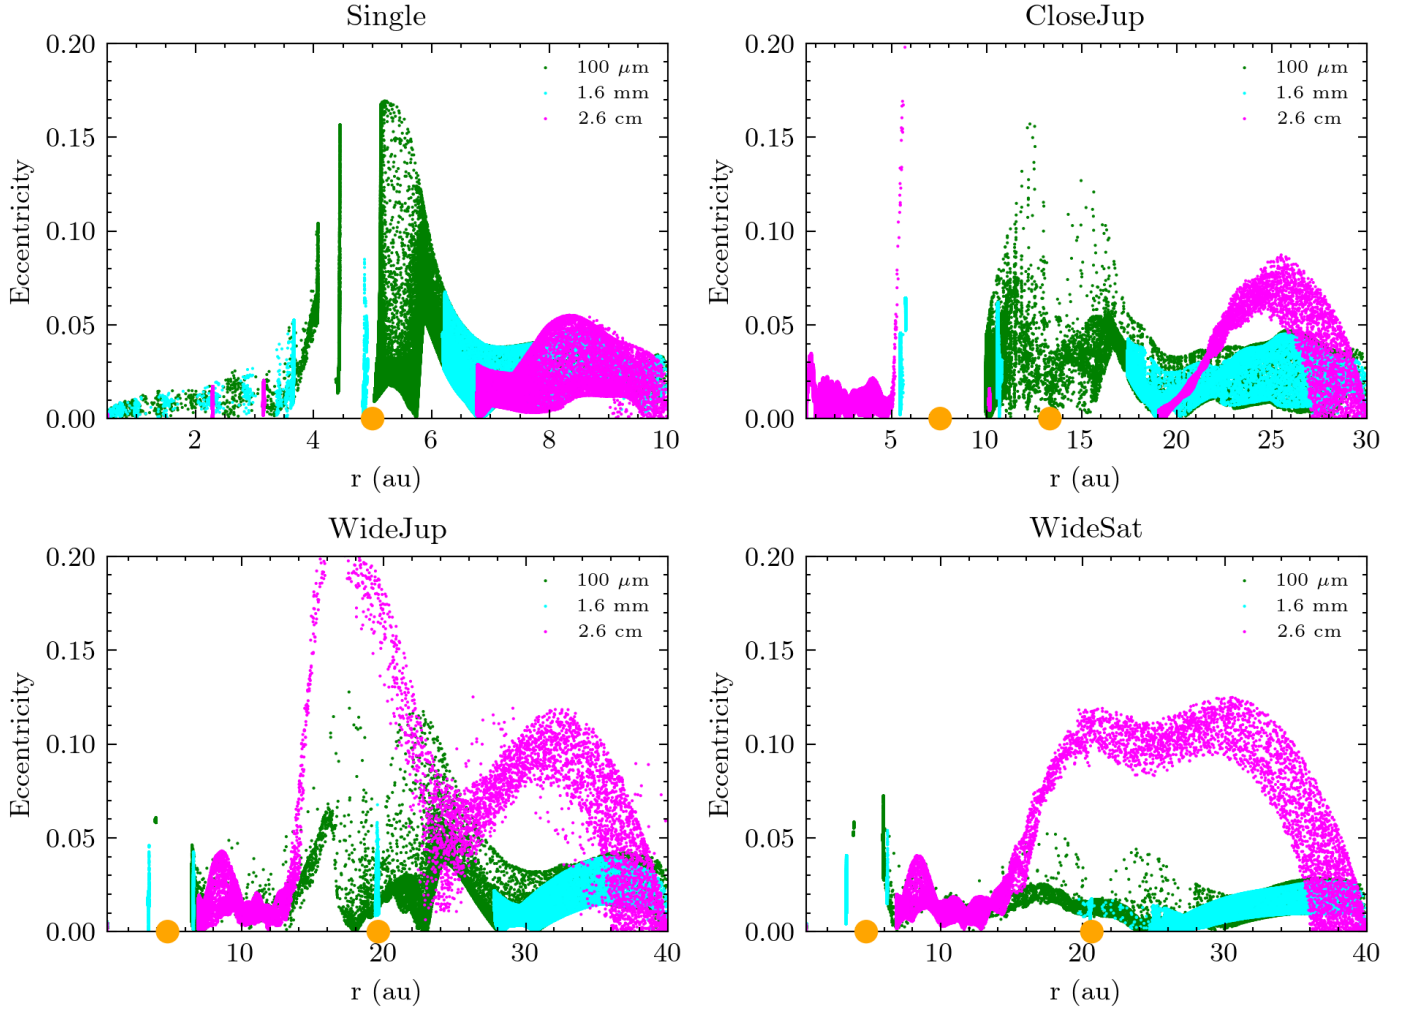 Single
0.20
0.15
0.10
0.05
0.00
Eccentricity
100 μm
1.6 mm
2.6 cm
2 4 6 8 10
r (au)
CloseJup
0.20
0.15
0.10
0.05
0.00
Eccentricity
100 μm
1.6 mm
2.6 cm
5 10 15 20 25 30
r (au)
WideJup
0.20
0.15
0.10
0.05
0.00
Eccentricity
100 μm
1.6 mm
2.6 cm
10 20 30 40
r (au)
WideSat
0.20
0.15
0.10
0.05
0.00
Eccentricity
100 μm
1.6 mm
2.6 cm
10 20 30 40
r (au)